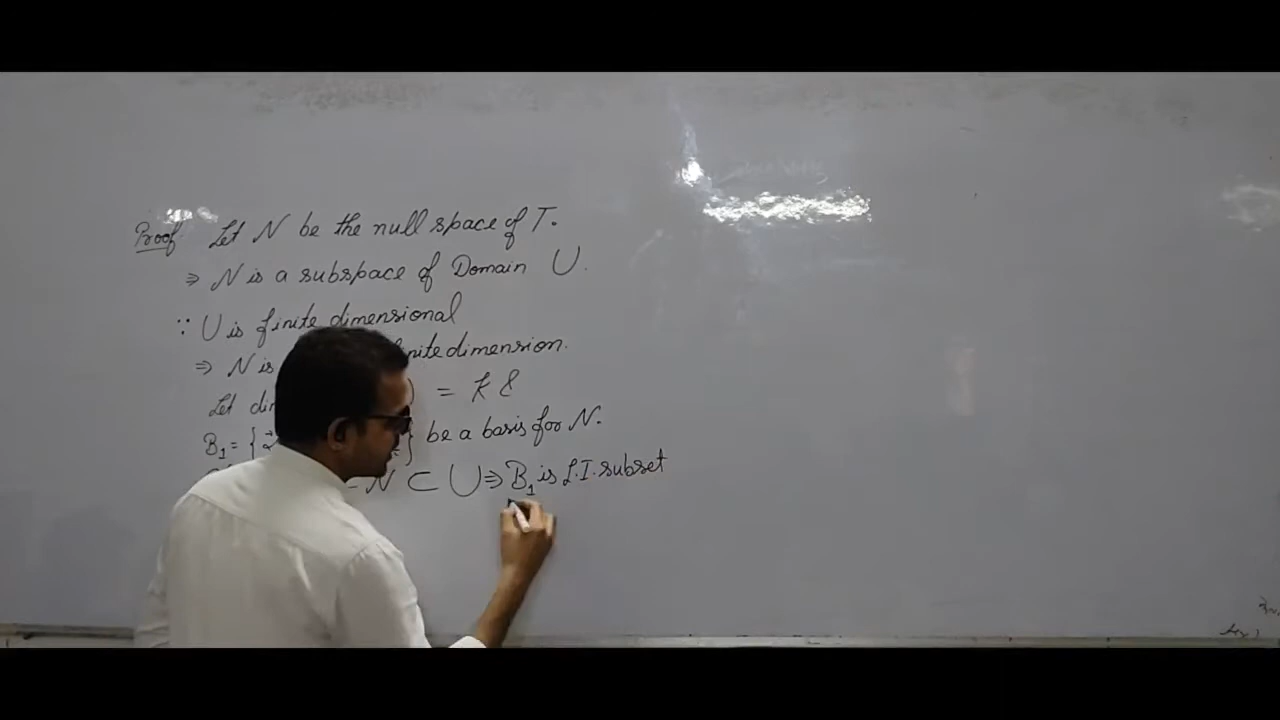 Proof Let N be the null space of T.
⇒ N is a subspace of Domain U.
∵ U is finite dimensional
⇒ N is finite dimension.
Let dim = k &
B₁ = { } be a basis for N.
N ⊂ U ⇒ B₁ is L.I. subset